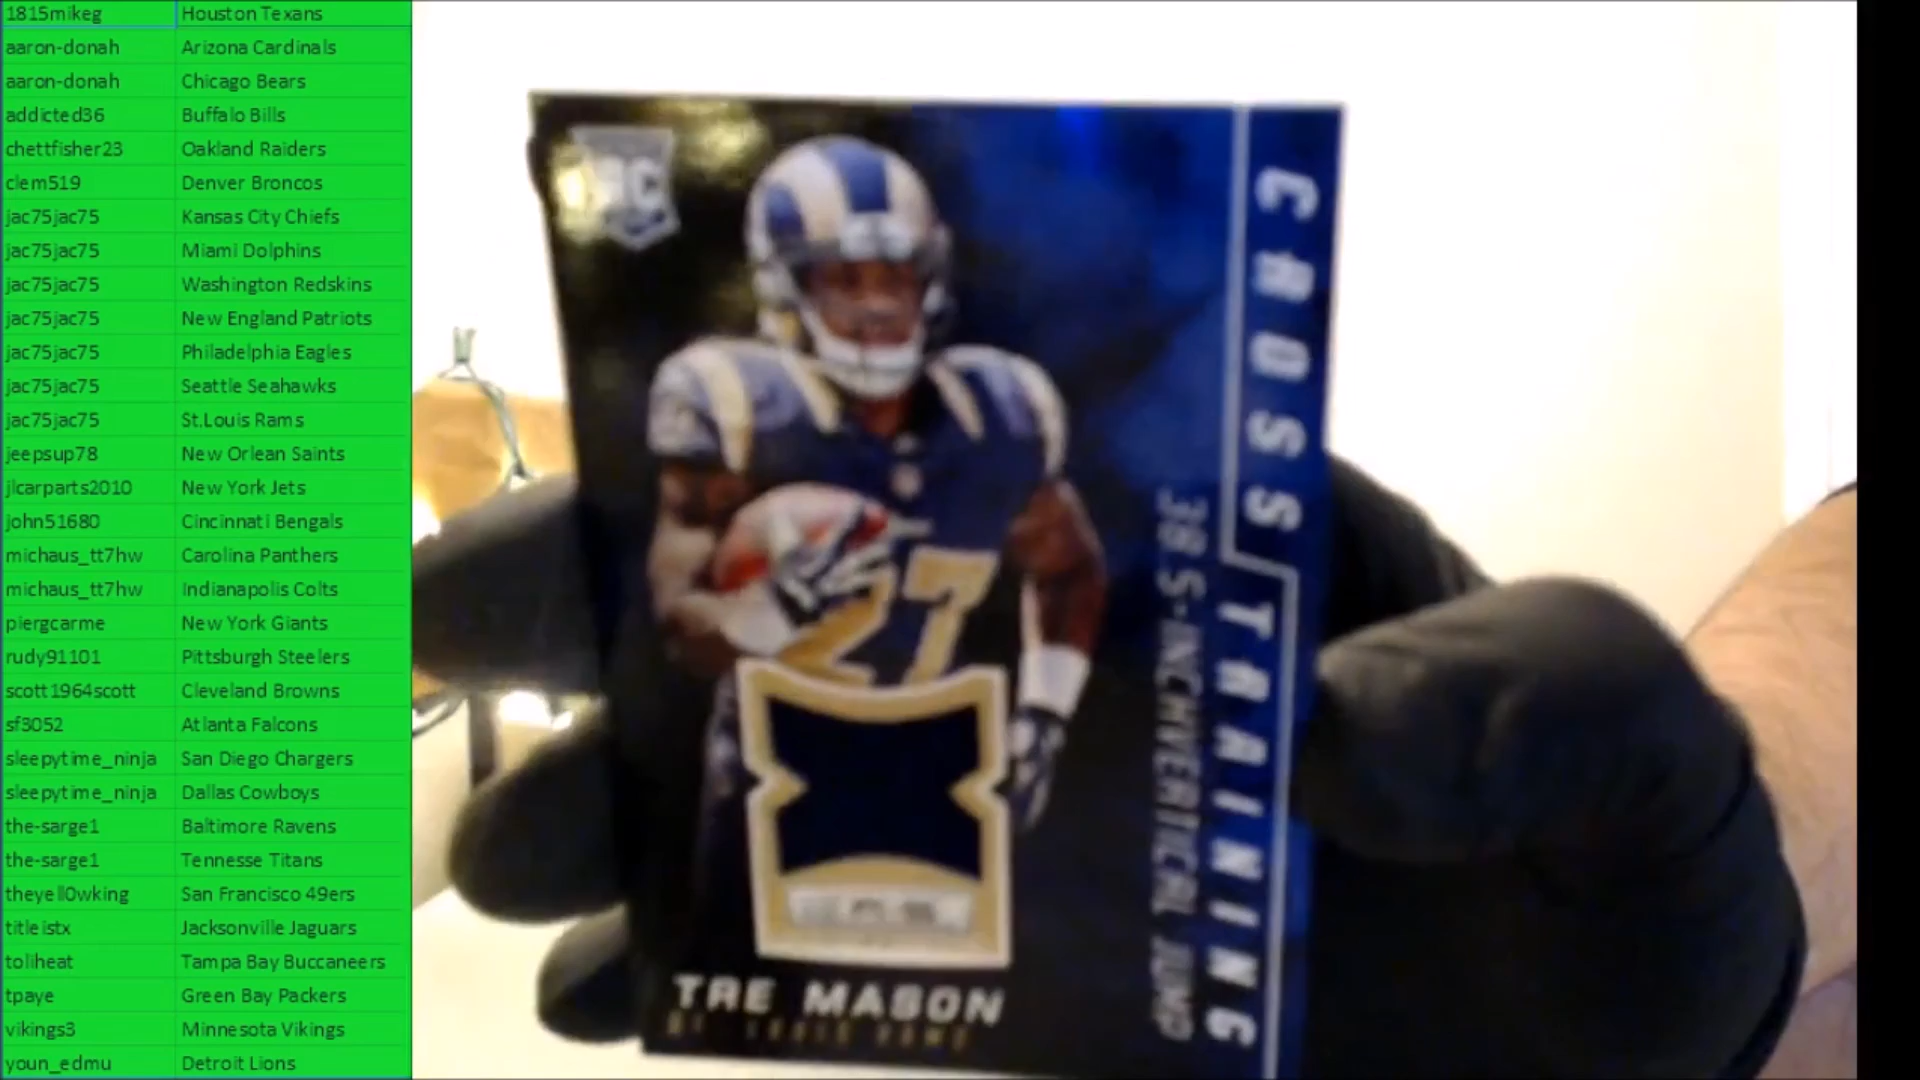 1815mikeg Houston Texans
aaron-donah Arizona Cardinals
aaron-donah Chicago Bears
addicted36 Buffalo Bills
chettfisher23 Oakland Raiders
clem519 Denver Broncos
jac75jac75 Kansas City Chiefs
jac75jac75 Miami Dolphins
jac75jac75 Washington Redskins
jac75jac75 New England Patriots
jac75jac75 Philadelphia Eagles
jac75jac75 Seattle Seahawks
jac75jac75 St.Louis Rams
jeepsup78 New Orlean Saints
jlcarparts2010 New York Jets
john51680 Cincinnati Bengals
michaus_tt7hw Carolina Panthers
michaus_tt7hw Indianapolis Colts
piergcarme New York Giants
rudy91101 Pittsburgh Steelers
scott1964scott Cleveland Browns
sf3052 Atlanta Falcons
sleepytime_ninja San Diego Chargers
sleepytime_ninja Dallas Cowboys
the-sarge1 Baltimore Ravens
the-sarge1 Tennesse Titans
theyell0wking San Francisco 49ers
titleistx Jacksonville Jaguars
toliheat Tampa Bay Buccaneers
tpaye Green Bay Packers
vikings3 Minnesota Vikings
youn_edmu Detroit Lions
RC
CROSS TRAINING
38.5-INCH VERTICAL JUMP
27
TRE MASON
ST. LOUIS RAMS